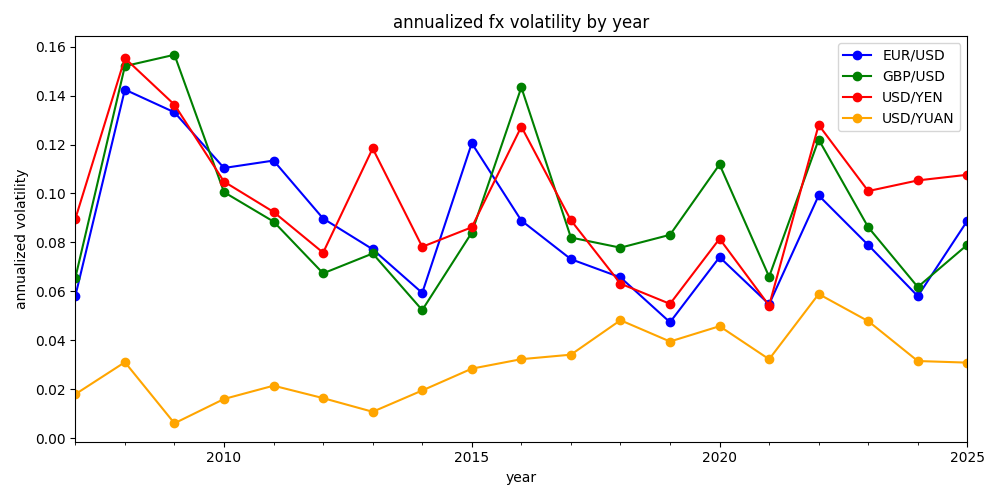 annualized fx volatility by year
0.16
0.14
0.12
0.10
0.08
0.06
0.04
0.02
0.00
annualized volatility
EUR/USD
GBP/USD
USD/YEN
USD/YUAN
2010
2015
2020
2025
year